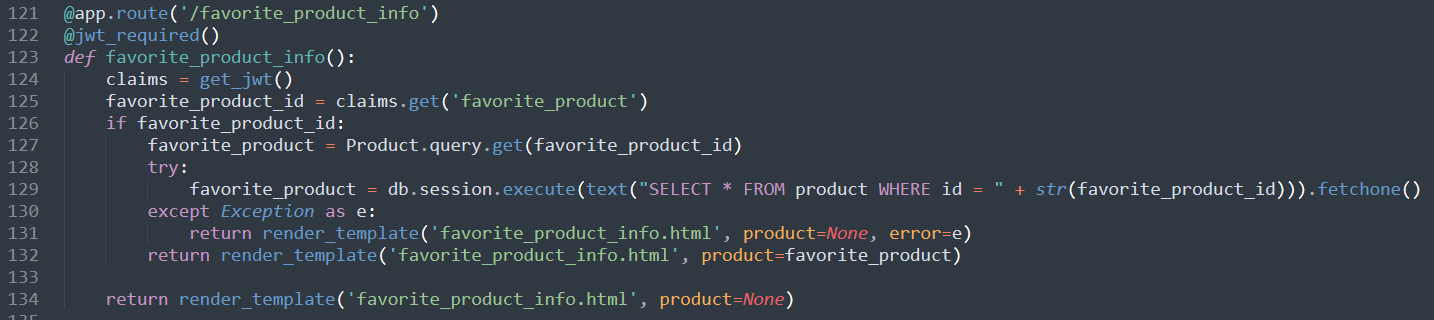 121 @app.route('/favorite_product_info')
122 @jwt_required()
123 def favorite_product_info():
124     claims = get_jwt()
125     favorite_product_id = claims.get('favorite_product')
126     if favorite_product_id:
127         favorite_product = Product.query.get(favorite_product_id)
128         try:
129             favorite_product = db.session.execute(text("SELECT * FROM product WHERE id = " + str(favorite_product_id))).fetchone()
130         except Exception as e:
131             return render_template('favorite_product_info.html', product=None, error=e)
132         return render_template('favorite_product_info.html', product=favorite_product)
133
134     return render_template('favorite_product_info.html', product=None)
135